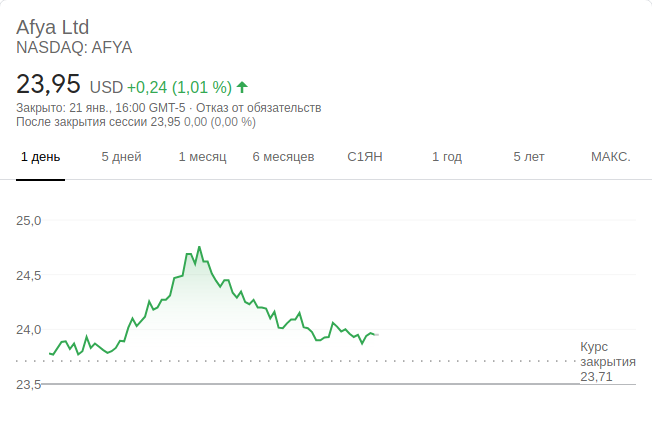 Afya Ltd
NASDAQ: AFYA
23,95 USD +0,24 (1,01 %)
Закрыто: 21 янв., 16:00 GMT-5 · Отказ от обязательств
После закрытия сессии 23,95 0,00 (0,00 %)
1 день 5 дней 1 месяц 6 месяцев С1ЯН 1 год 5 лет МАКС.
25,0
24,5
24,0
Курс
закрытия
23,71
23,5